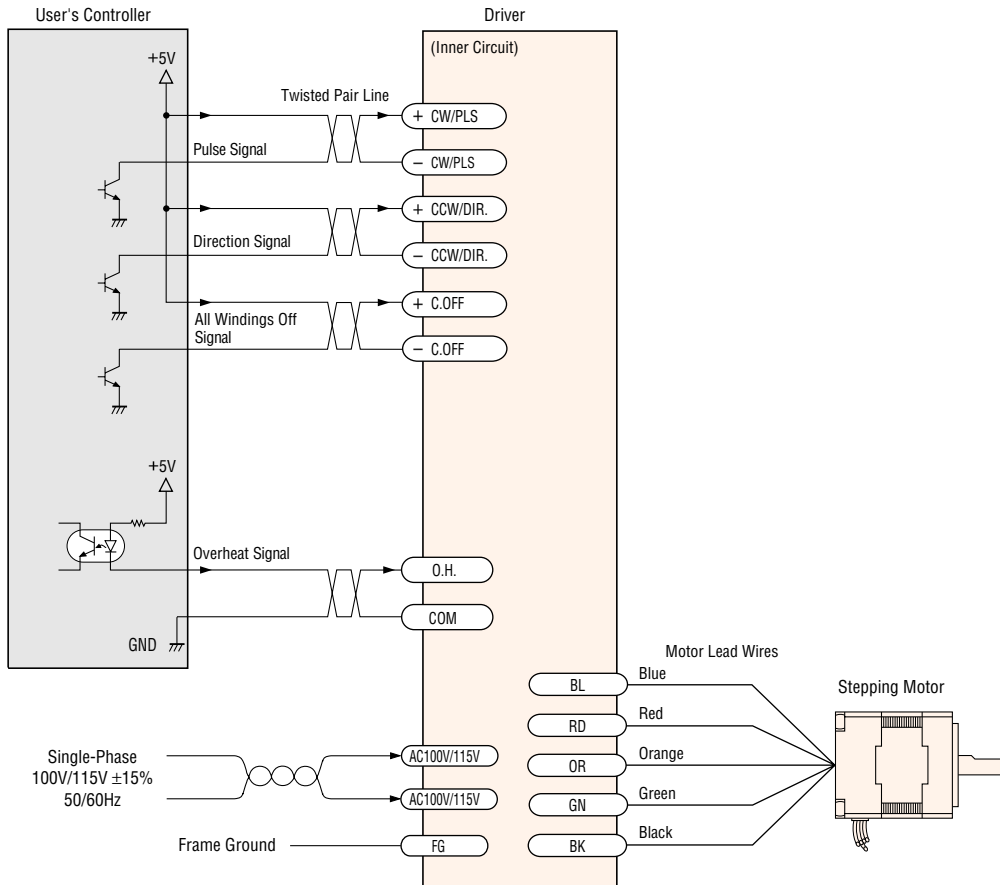 User's Controller
Driver
(Inner Circuit)
+5V
Twisted Pair Line
+ CW/PLS
Pulse Signal
− CW/PLS
+ CCW/DIR.
Direction Signal
− CCW/DIR.
+ C.OFF
All Windings Off
Signal
− C.OFF
+5V
Overheat Signal
O.H.
COM
GND
Motor Lead Wires
BL
Blue
Stepping Motor
RD
Red
Single-Phase
100V/115V ±15%
50/60Hz
AC100V/115V
OR
Orange
AC100V/115V
GN
Green
Frame Ground
FG
BK
Black